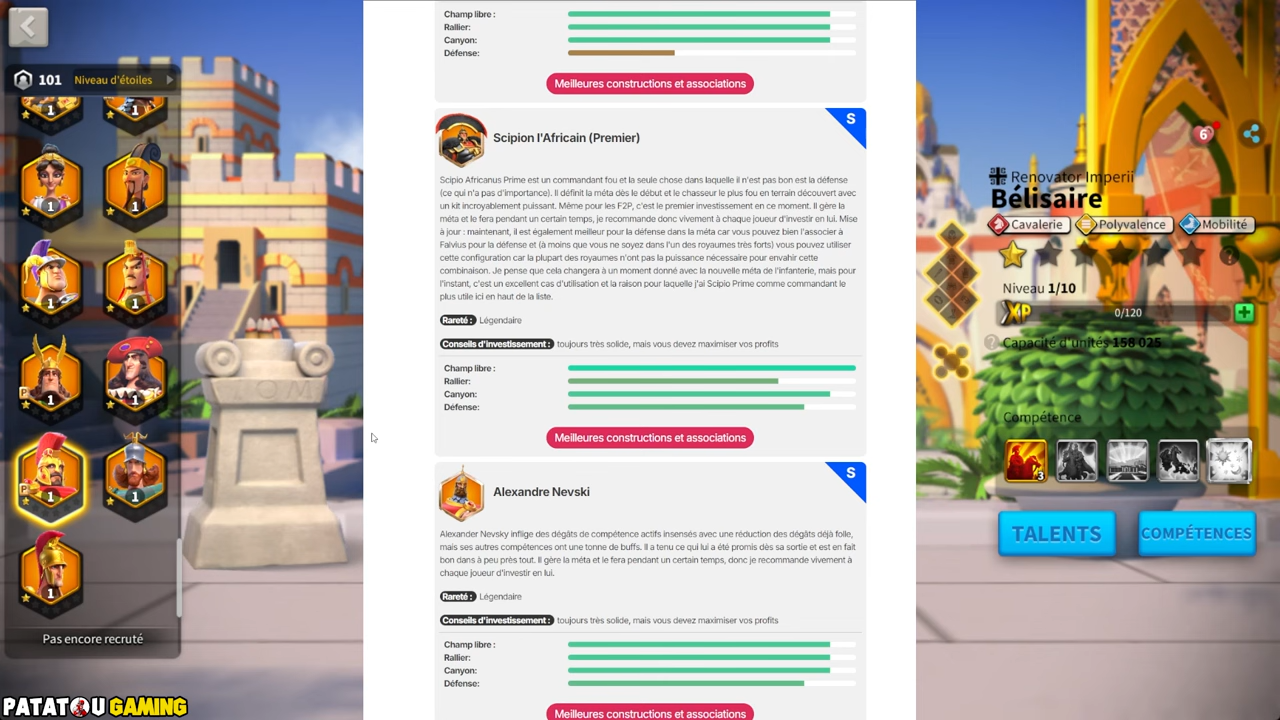 101 Niveau d'étoiles
1
1
1
1
1
1
P 1
1
P 1
1
1
Pas encore recruté
PATATOU GAMING
Champ libre :
Rallier:
Canyon:
Défense:
Meilleures constructions et associations
Scipion l'Africain (Premier)
S
Scipio Africanus Prime est un commandant fou et la seule chose dans laquelle il n'est pas bon est la défense
(ce qui n'a pas d'importance). Il définit la méta dès le début et le chasseur le plus fou en terrain découvert avec
un kit incroyablement puissant. Même pour les F2P, c'est le premier investissement en ce moment. Il gère la
méta et le fera pendant un certain temps, je recommande donc vivement à chaque joueur d'investir en lui. Mise
à jour : maintenant, il est également meilleur pour la défense dans la méta car vous pouvez bien l'associer à
Falvius pour la défense et (à moins que vous ne soyez dans l'un des royaumes très forts) vous pouvez utiliser
cette configuration car la plupart des royaumes n'ont pas la puissance nécessaire pour envahir cette
combinaison. Je pense que cela changera à un moment donné avec la nouvelle méta de l'infanterie, mais pour
l'instant, c'est un excellent cas d'utilisation et la raison pour laquelle j'ai Scipio Prime comme commandant le
plus utile ici en haut de la liste.
Rareté : Légendaire
Conseils d'investissement : toujours très solide, mais vous devez maximiser vos profits
Champ libre :
Rallier:
Canyon:
Défense:
Meilleures constructions et associations
Alexandre Nevski
S
Alexander Nevsky inflige des dégâts de compétence actifs insensés avec une réduction des dégâts déjà folle,
mais ses autres compétences ont une tonne de buffs. Il a tenu ce qui lui a été promis dès sa sortie et est en fait
bon dans à peu près tout. Il gère la méta et le fera pendant un certain temps, donc je recommande vivement à
chaque joueur d'investir en lui.
Rareté : Légendaire
Conseils d'investissement : toujours très solide, mais vous devez maximiser vos profits
Champ libre :
Rallier:
Canyon:
Défense:
Meilleures constructions et associations
6
Renovator Imperii
Bélisaire
Cavalerie Polyvalence Mobilité
?
Niveau 1/10
XP 0/120 +
? Capacité d'unités 158 025
Compétence
3
TALENTS COMPÉTENCES